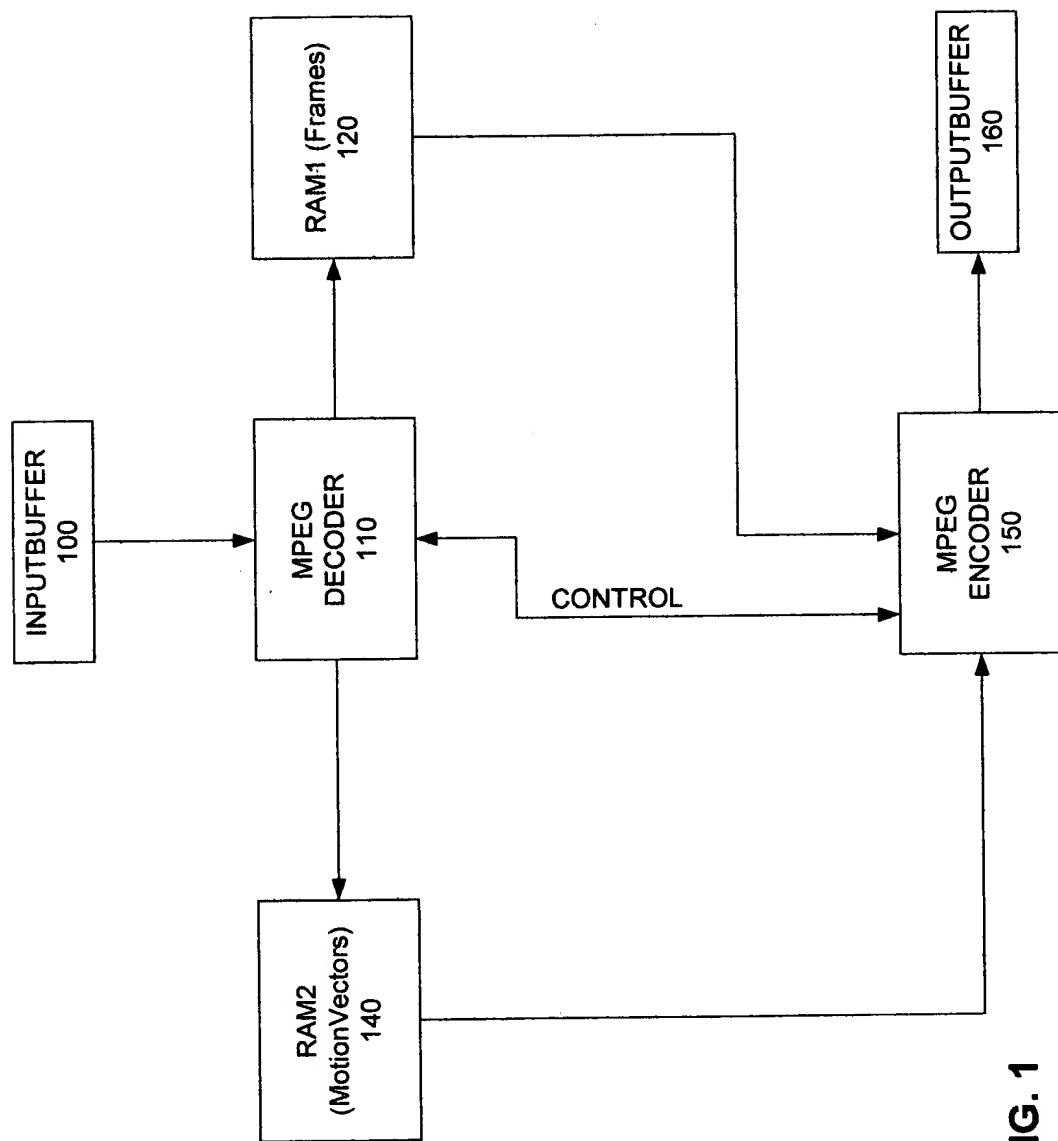 INPUTBUFFER
100
MPEG
DECODER
110
RAM1 (Frames)
120
RAM2
(MotionVectors)
140
CONTROL
MPEG
ENCODER
150
OUTPUTBUFFER
160
IG. 1